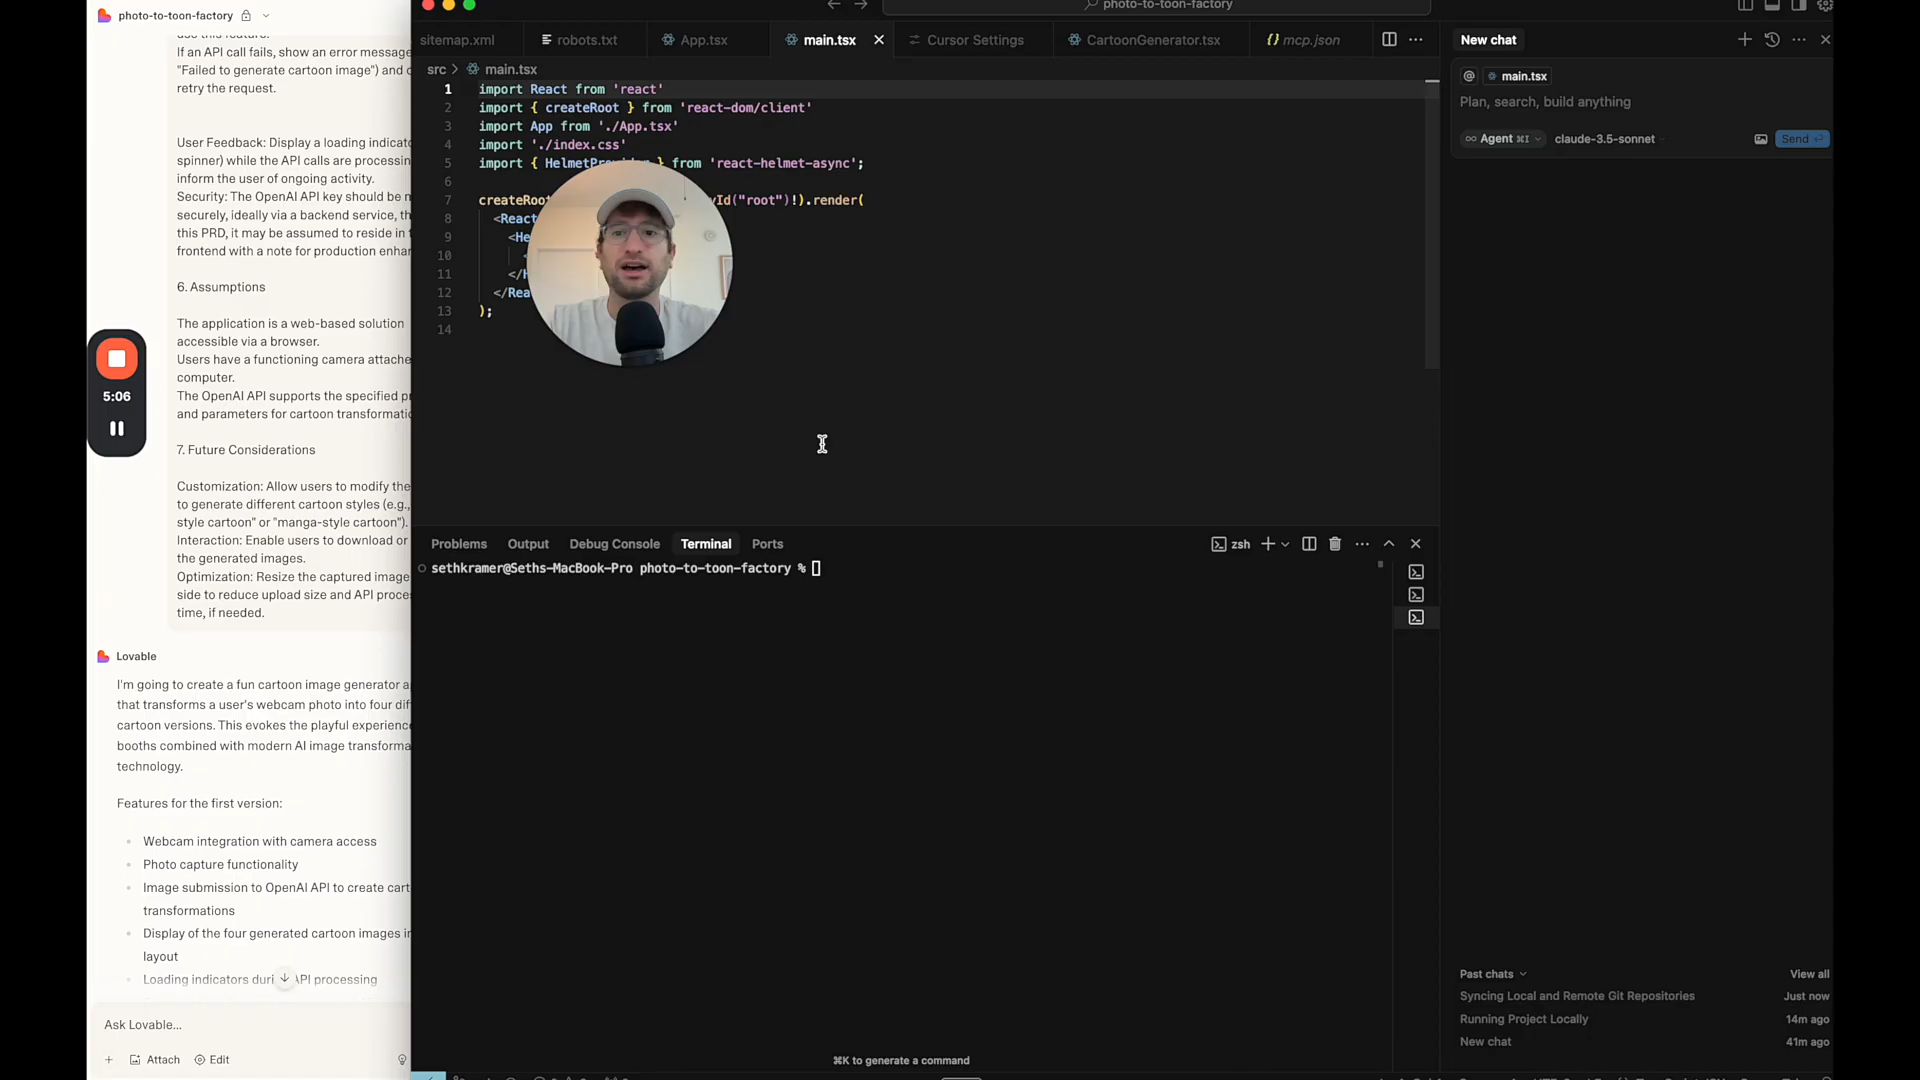 photo-to-toon-factory
use this feature.
If an API call fails, show an error message
"Failed to generate cartoon image") and
retry the request.
User Feedback: Display a loading indicato
spinner) while the API calls are processing
inform the user of ongoing activity.
Security: The OpenAI API key should be
securely, ideally via a backend service,
this PRD, it may be assumed to reside in
frontend with a note for production enhan
6. Assumptions
The application is a web-based solution
accessible via a browser.
Users have a functioning camera attache
computer.
The OpenAI API supports the specified
and parameters for cartoon transformatio
7. Future Considerations
Customization: Allow users to modify the
to generate different cartoon styles (e.g.,
style cartoon" or "manga-style cartoon").
Interaction: Enable users to download or
the generated images.
Optimization: Resize the captured image
side to reduce upload size and API proce
time, if needed.
Lovable
I'm going to create a fun cartoon image generator
that transforms a user's webcam photo into four
cartoon versions. This evokes the playful experience
booths combined with modern AI image transforma
technology.
Features for the first version:
Webcam integration with camera access
Photo capture functionality
Image submission to OpenAI API to create
transformations
Display of the four generated cartoon images
layout
Loading indicators API processing
Ask Lovable...
+ Attach Edit
5:06
photo-to-toon-factory
sitemap.xml robots.txt App.tsx main.tsx Cursor Settings CartoonGenerator.tsx mcp.json
src > main.tsx
1 import React from 'react'
2 import { createRoot } from 'react-dom/client'
3 import App from './App.tsx'
4 import './index.css'
5 import { HelmetPro } from 'react-helmet-async';
6
7 createRoo Id("root")!).render(
8 <React
9 <He
10 <
11 </H
12 </Rea
13 );
14
Problems Output Debug Console Terminal Ports
zsh
sethkramer@Seths-MacBook-Pro photo-to-toon-factory %
⌘K to generate a command
New chat
@ main.tsx
Plan, search, build anything
∞ Agent ⌘I claude-3.5-sonnet Send
Past chats View all
Syncing Local and Remote Git Repositories Just now
Running Project Locally 14m ago
New chat 41m ago